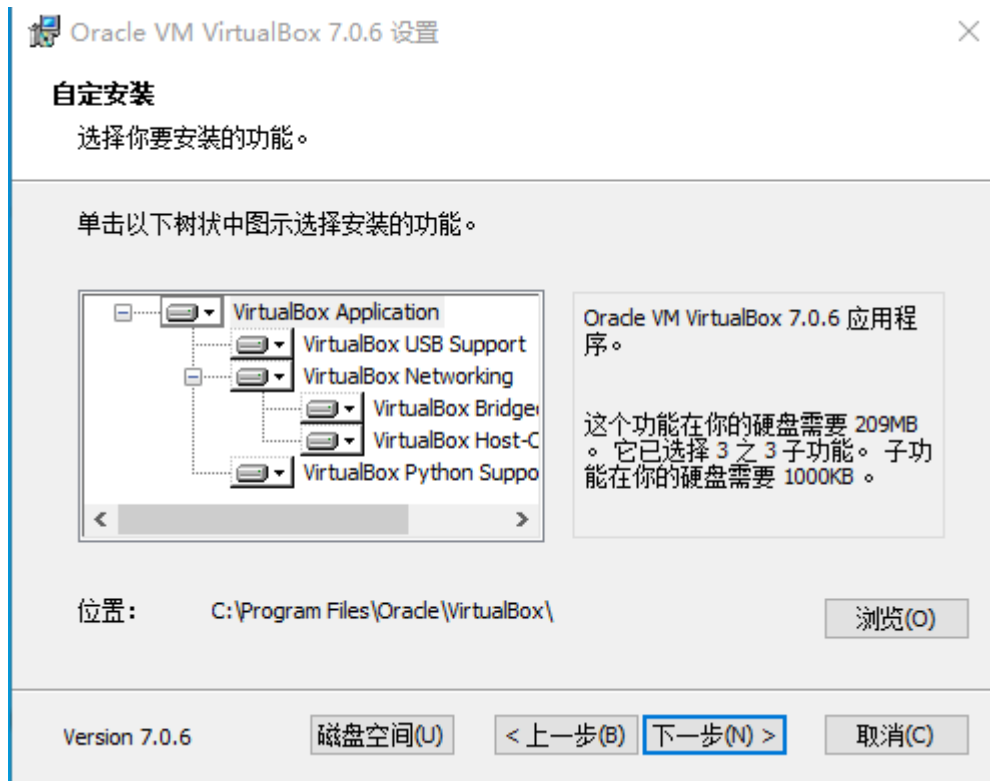 Oracle VM VirtualBox 7.0.6 设置
自定安装
选择你要安装的功能。
单击以下树状中图示选择安装的功能。
VirtualBox Application
VirtualBox USB Support
VirtualBox Networking
VirtualBox Bridge
VirtualBox Host-C
VirtualBox Python Suppo
Oracle VM VirtualBox 7.0.6 应用程
序。
这个功能在你的硬盘需要 209MB
。 它已选择 3 之 3 子功能。 子功
能在你的硬盘需要 1000KB 。
位置: C:\Program Files\Oracle\VirtualBox\
浏览(O)
Version 7.0.6 磁盘空间(U) < 上一步(B) 下一步(N) > 取消(C)